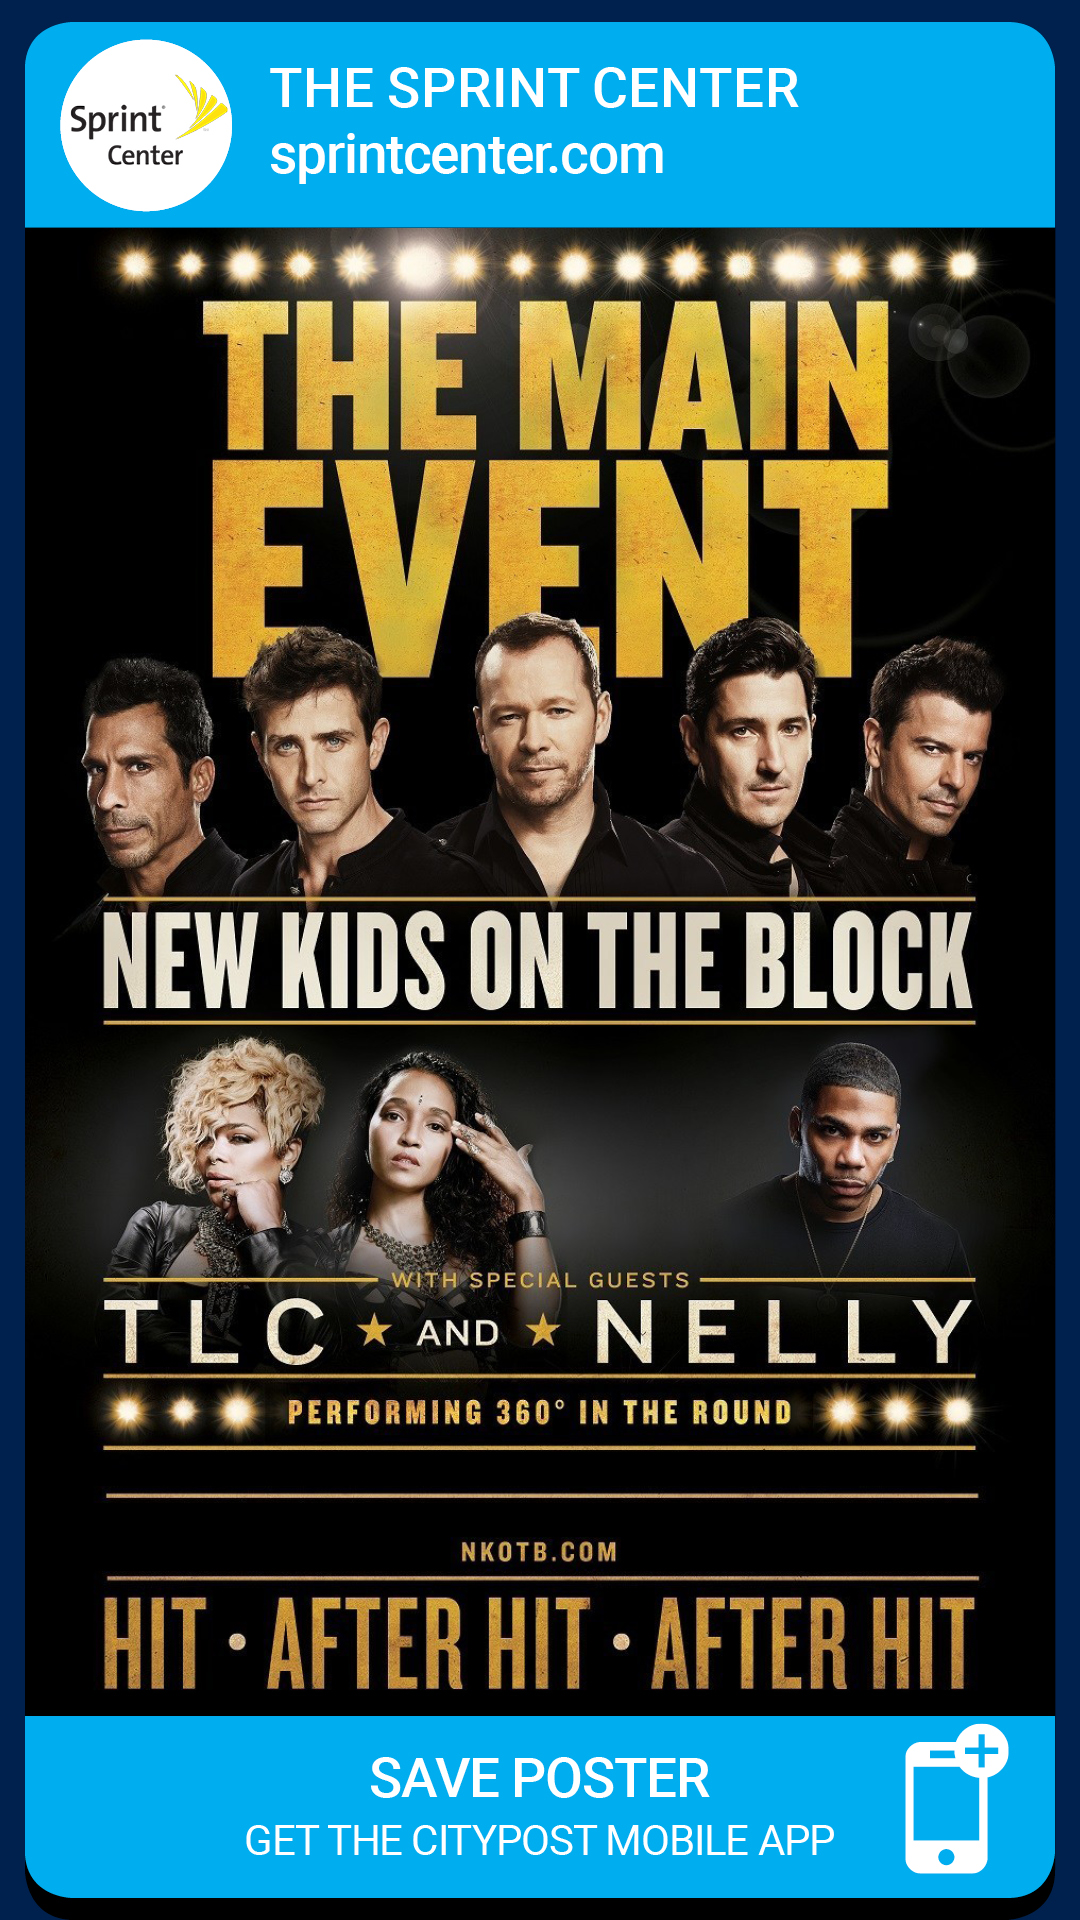 Sprint
Center
THE SPRINT CENTER
sprintcenter.com
THE MAIN
EVENT
NEW KIDS ON THE BLOCK
WITH SPECIAL GUESTS
TLC ★ AND ★ NELLY
PERFORMING 360° IN THE ROUND
NKOTB.COM
HIT • AFTER HIT • AFTER HIT
SAVE POSTER
GET THE CITYPOST MOBILE APP